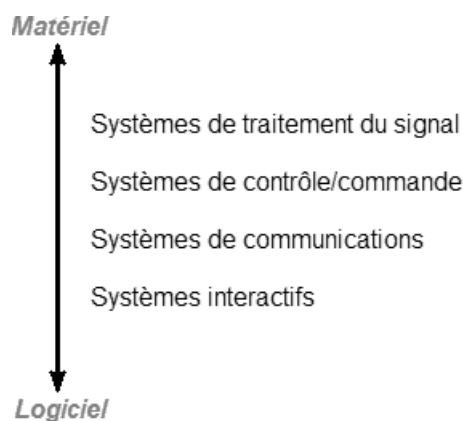 Matériel
Systèmes de traitement du signal
Systèmes de contrôle/commande
Systèmes de communications
Systèmes interactifs
Logiciel